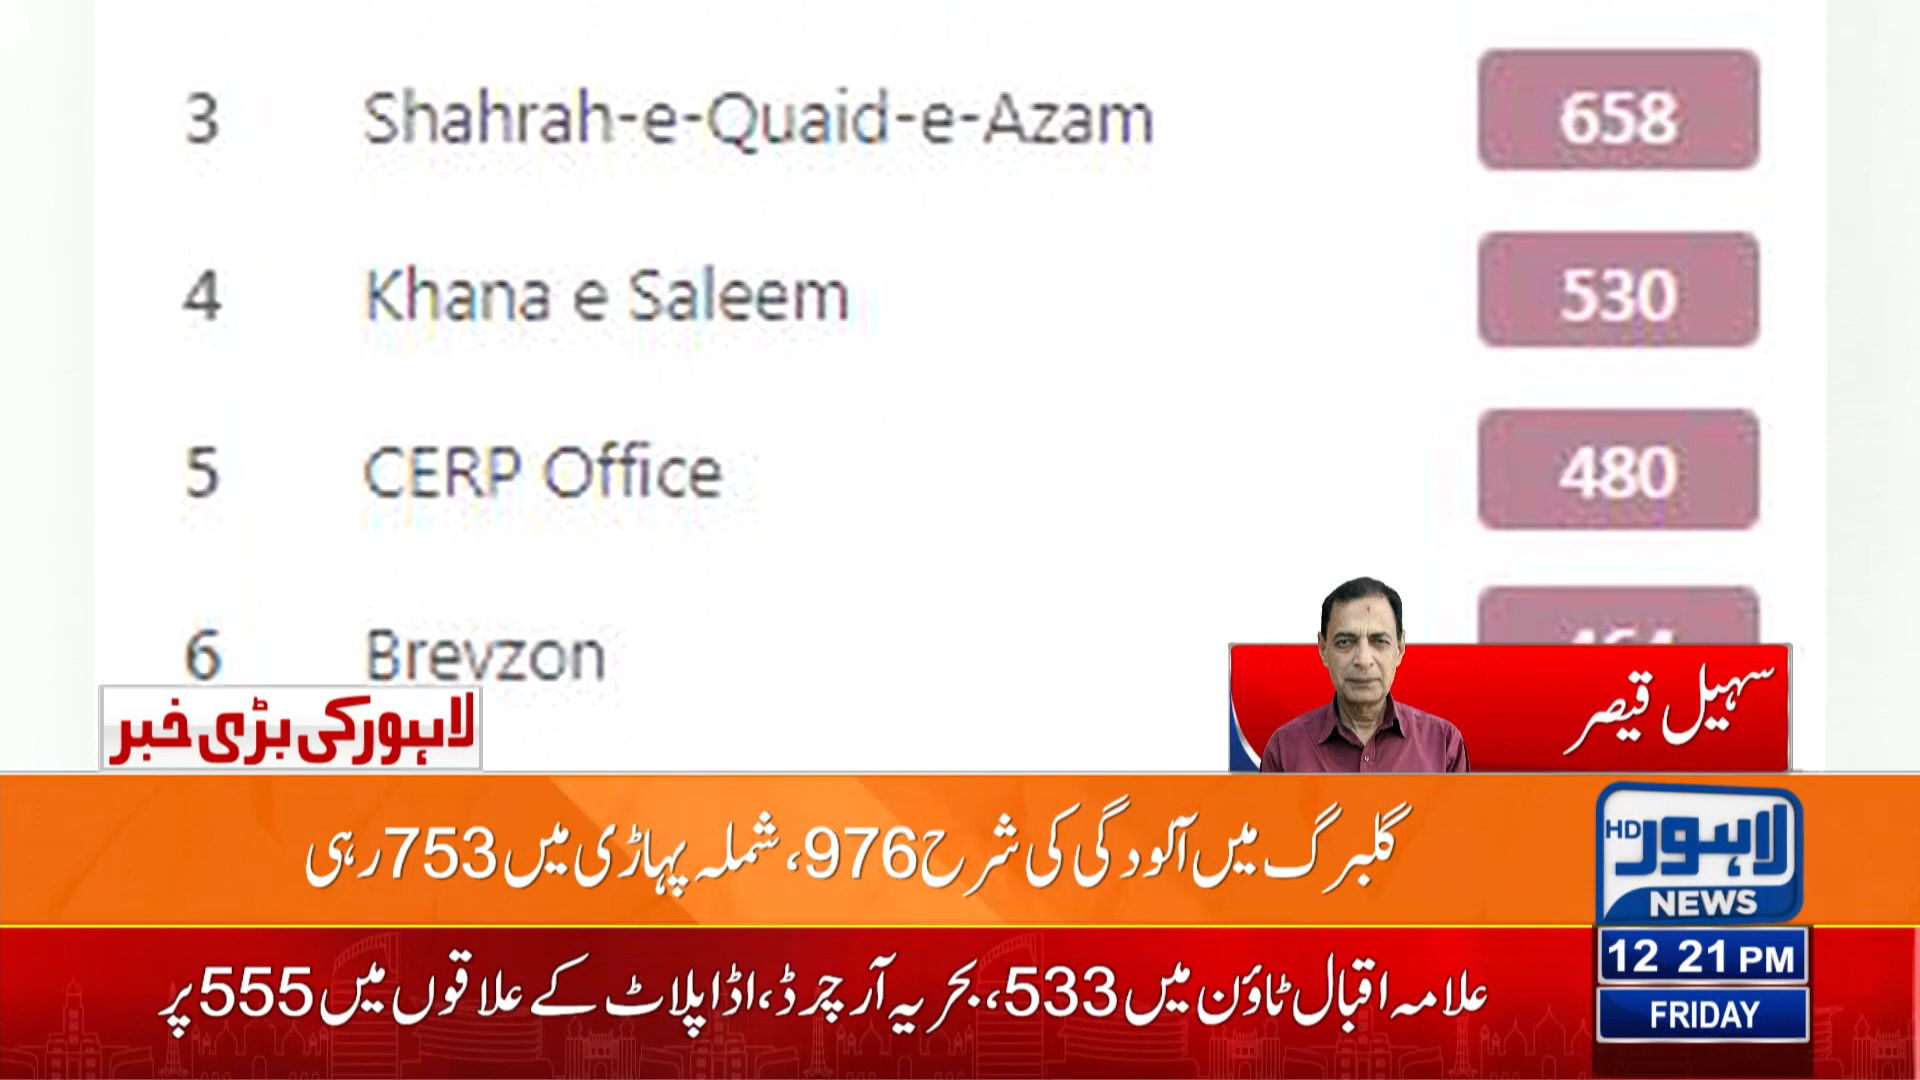 3 Shahrah-e-Quaid-e-Azam 658
4 Khana e Saleem 530
5 CERP Office 480
6 Brevzon
سہیل قیصر
لاہور کی بڑی خبر
گلبرگ میں آلودگی کی شرح 976، شملہ پہاڑی میں 753 رہی
لاہور HD
NEWS
علامہ اقبال ٹاؤن میں 533، بحریہ آرچرڈ، اڈا پلاٹ کے علاقوں میں 555 پر
12 21 PM
FRIDAY